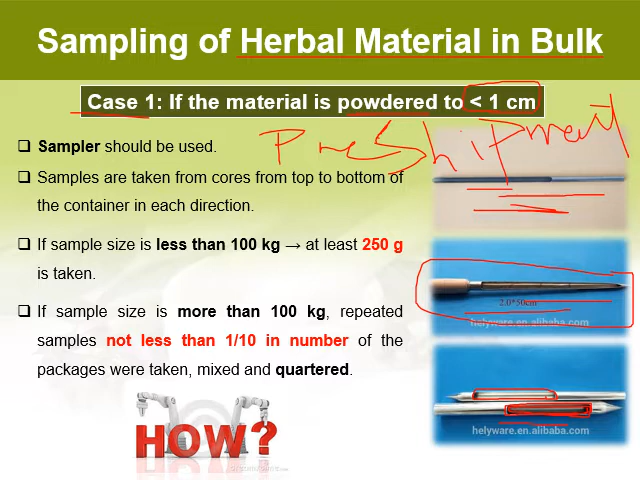 Sampling of Herbal Material in Bulk
Case 1: If the material is powdered to < 1 cm
PreShipment
❑ Sampler should be used.
❑ Samples are taken from cores from top to bottom of
the container in each direction.
❑ If sample size is less than 100 kg → at least 250 g
is taken.
❑ If sample size is more than 100 kg, repeated
samples not less than 1/10 in number of the
packages were taken, mixed and quartered.
2.0*50cm
helyware.en.alibaba.com
helyware.en.alibaba.com
HOW?